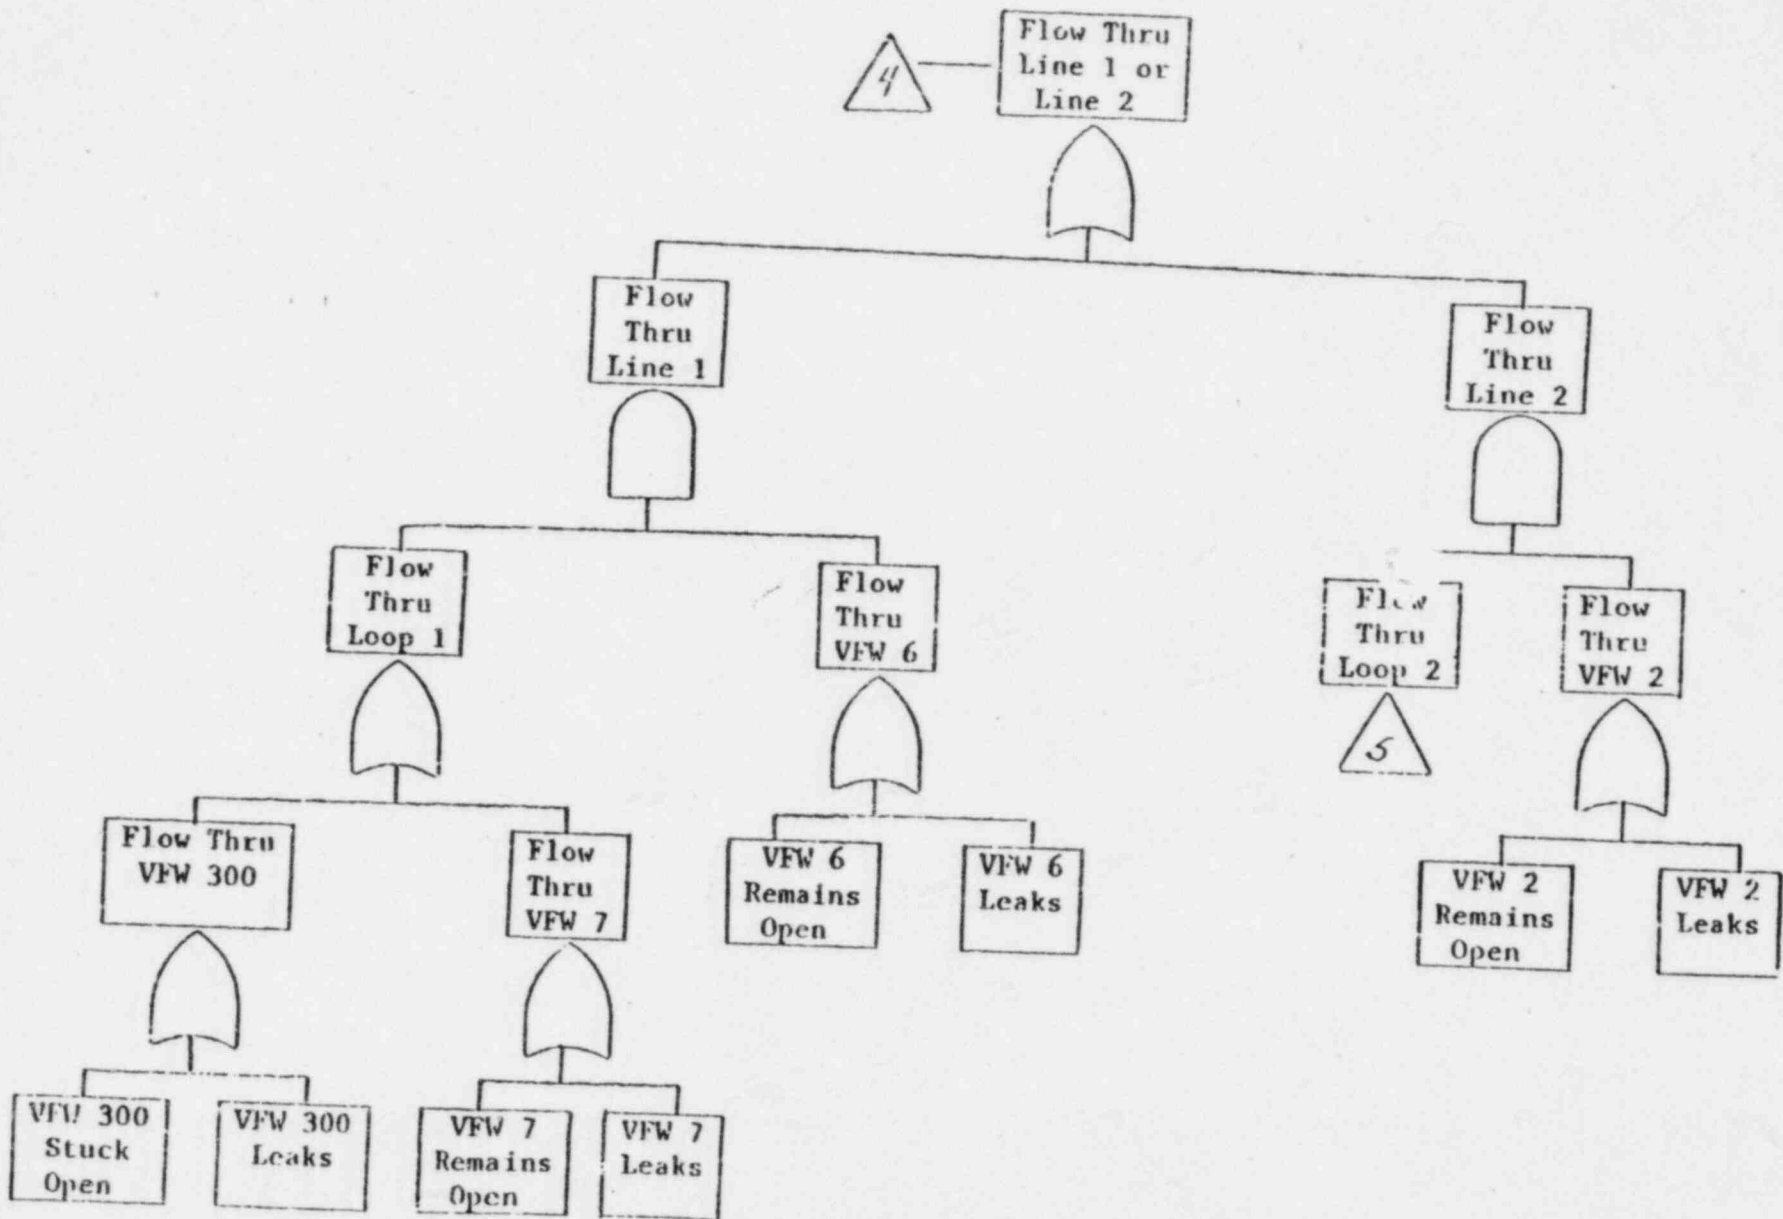 4
Flow Thru
Line 1 or
Line 2
Flow
Thru
Line 1
Flow
Thru
Line 2
Flow
Thru
Loop 1
Flow
Thru
VFW 6
Flow
Thru
Loop 2
5
Flow
Thru
VFW 2
Flow Thru
VFW 300
Flow
Thru
VFW 7
VFW 6
Remains
Open
VFW 6
Leaks
VFW 2
Remains
Open
VFW 2
Leaks
VFW 300
Stuck
Open
VFW 300
Leaks
VFW 7
Remains
Open
VFW 7
Leaks